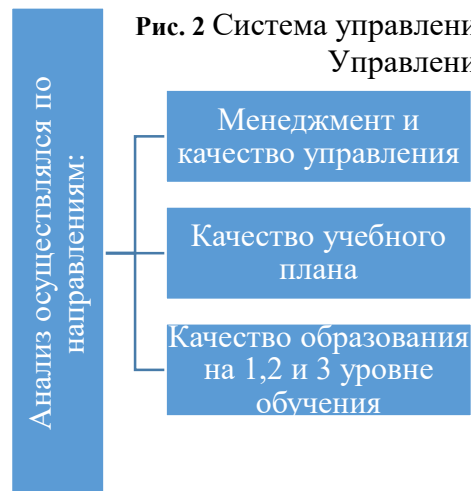 Рис. 2 Система управлени
Управлени
Анализ осуществлялся по
направлениям:
Менеджмент и
качество управления
Качество учебного
плана
Качество образования
на 1,2 и 3 уровне
обучения